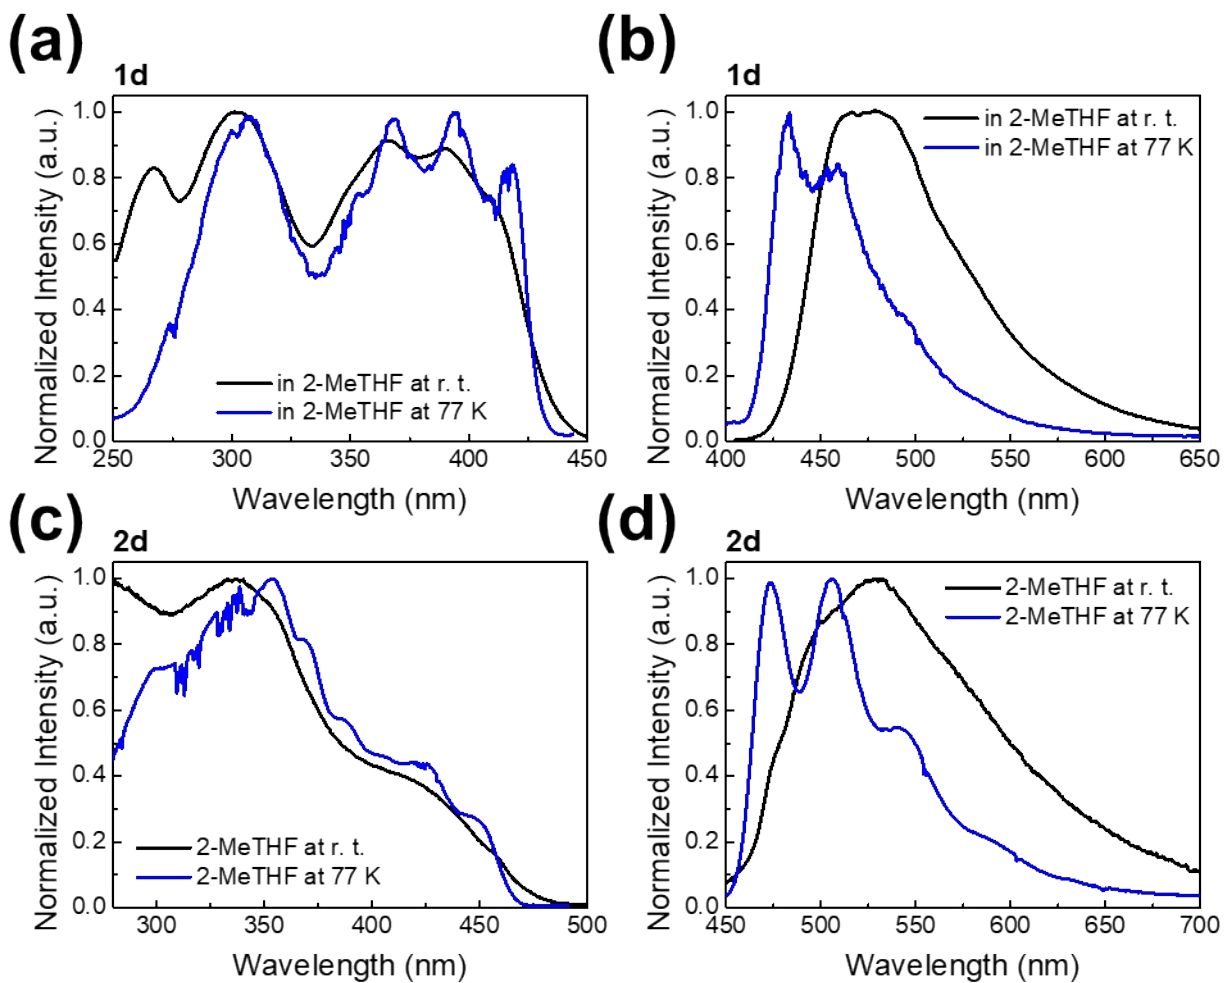 (a)
1d
Normalized Intensity (a.u.)
1.0
0.8
0.6
0.4
0.2
0.0
in 2-MeTHF at r. t.
in 2-MeTHF at 77 K
250 300 350 400 450
Wavelength (nm)
(b)
1d
Normalized Intensity (a.u.)
1.0
0.8
0.6
0.4
0.2
0.0
in 2-MeTHF at r. t.
in 2-MeTHF at 77 K
400 450 500 550 600 650
Wavelength (nm)
(c)
2d
Normalized Intensity (a.u.)
1.0
0.8
0.6
0.4
0.2
0.0
2-MeTHF at r. t.
2-MeTHF at 77 K
300 350 400 450 500
Wavelength (nm)
(d)
2d
Normalized Intensity (a.u.)
1.0
0.8
0.6
0.4
0.2
0.0
2-MeTHF at r. t.
2-MeTHF at 77 K
450 500 550 600 650 700
Wavelength (nm)